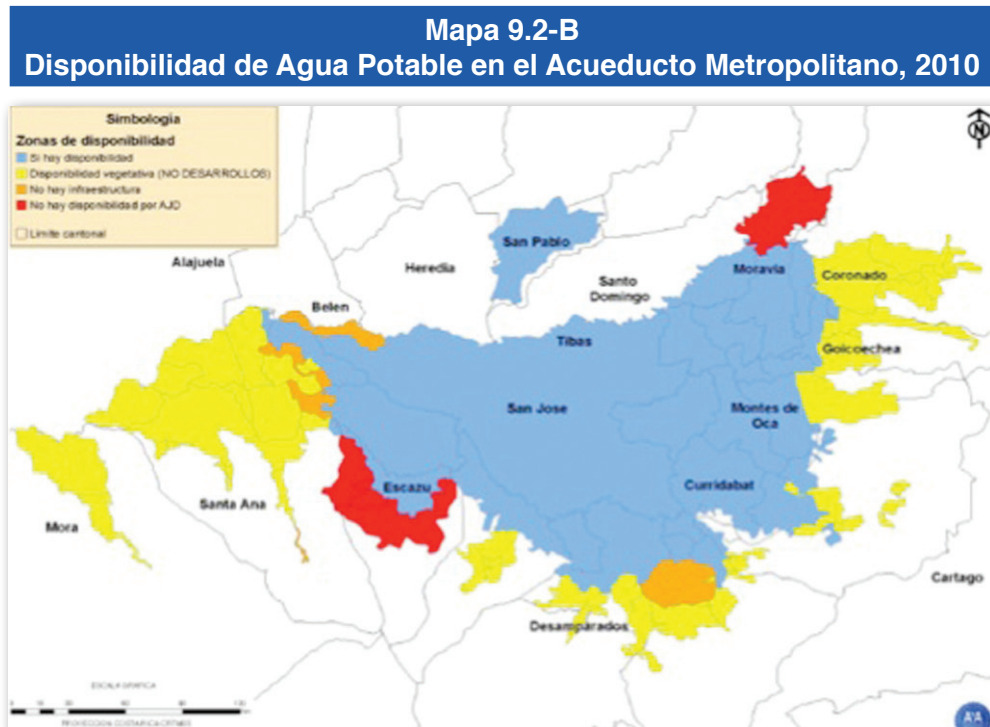 Mapa 9.2-B
Disponibilidad de Agua Potable en el Acueducto Metropolitano, 2010
Simbología
Zonas de disponibilidad
Si hay disponibilidad
Disponibilidad vegetativa (NO DESARROLLOS)
No hay infraestructura
No hay disponibilidad por AJD
Limite cantonal
N
San Pablo
Alajuela
Heredia
Moravia
Coronado
Santo
Domingo
Belen
Tibas
Goicoechea
San Jose
Montes de
Oca
Escazu
Curridabat
Santa Ana
Mora
Cartago
Desamparados
ESCALA GRAFICA